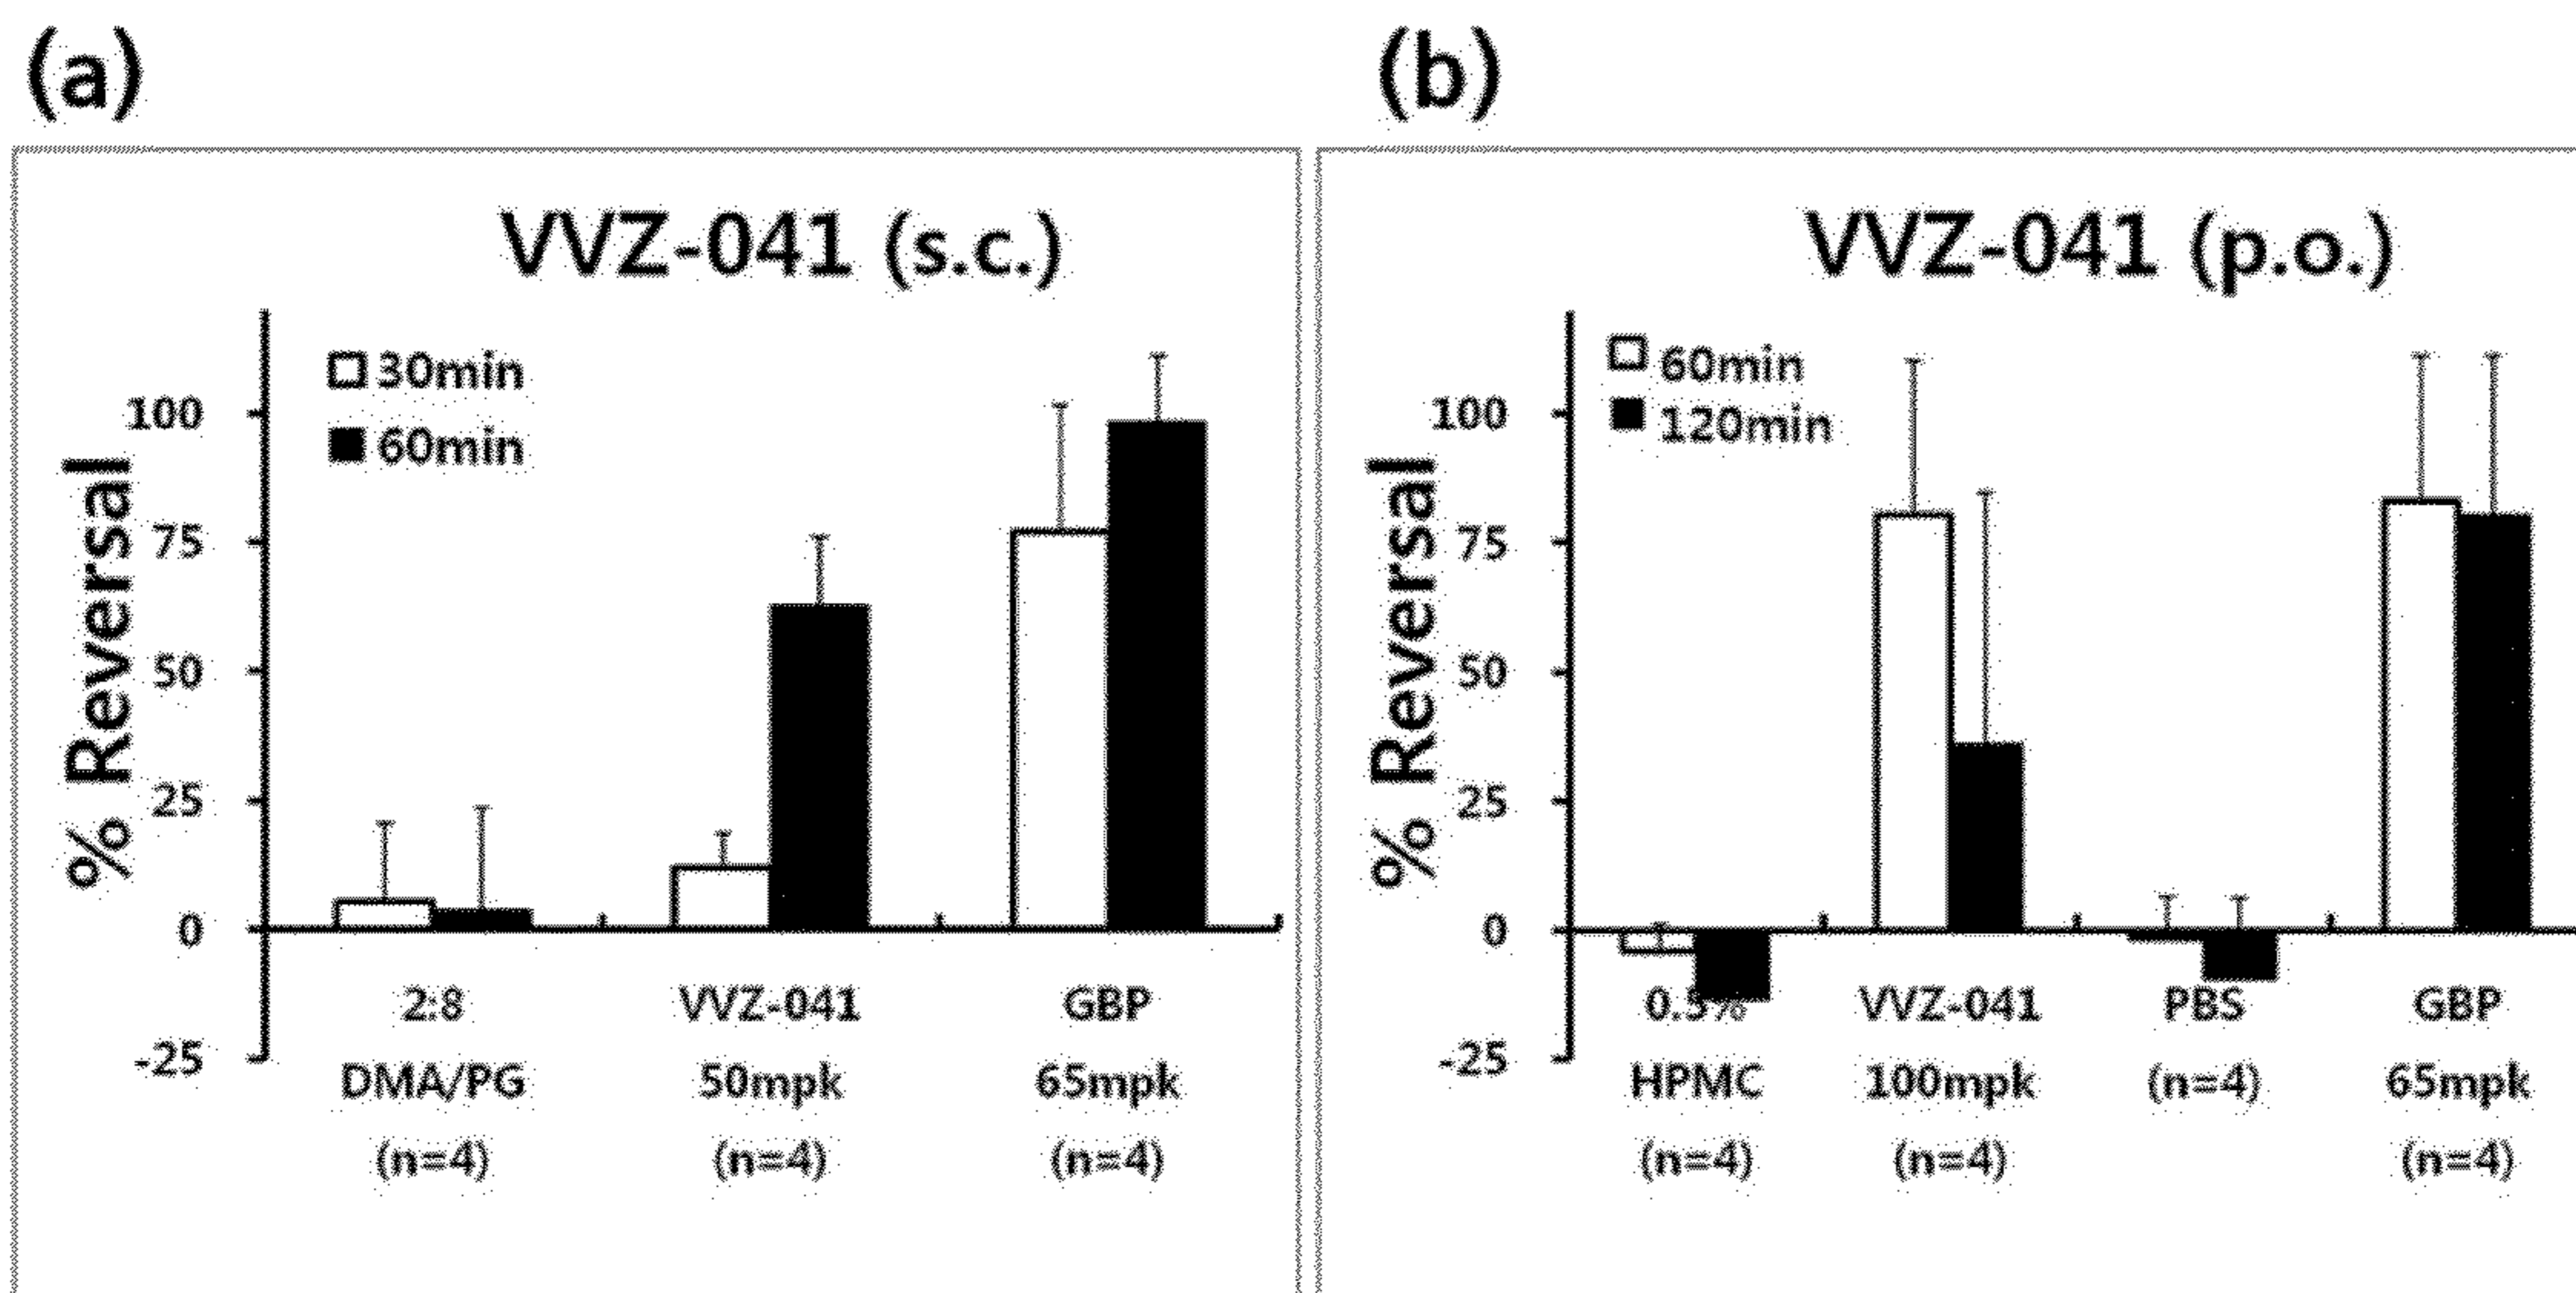 (a)
VVZ-041 (s.c.)
30min
60min
% Reversal
100
75
50
25
0
-25
2:8
DMA/PG
(n=4)
VVZ-041
50mpk
(n=4)
GBP
65mpk
(n=4)
(b)
VVZ-041 (p.o.)
60min
120min
% Reversal
100
75
50
25
0
-25
0.5%
HPMC
(n=4)
VVZ-041
100mpk
(n=4)
PBS
(n=4)
GBP
65mpk
(n=4)